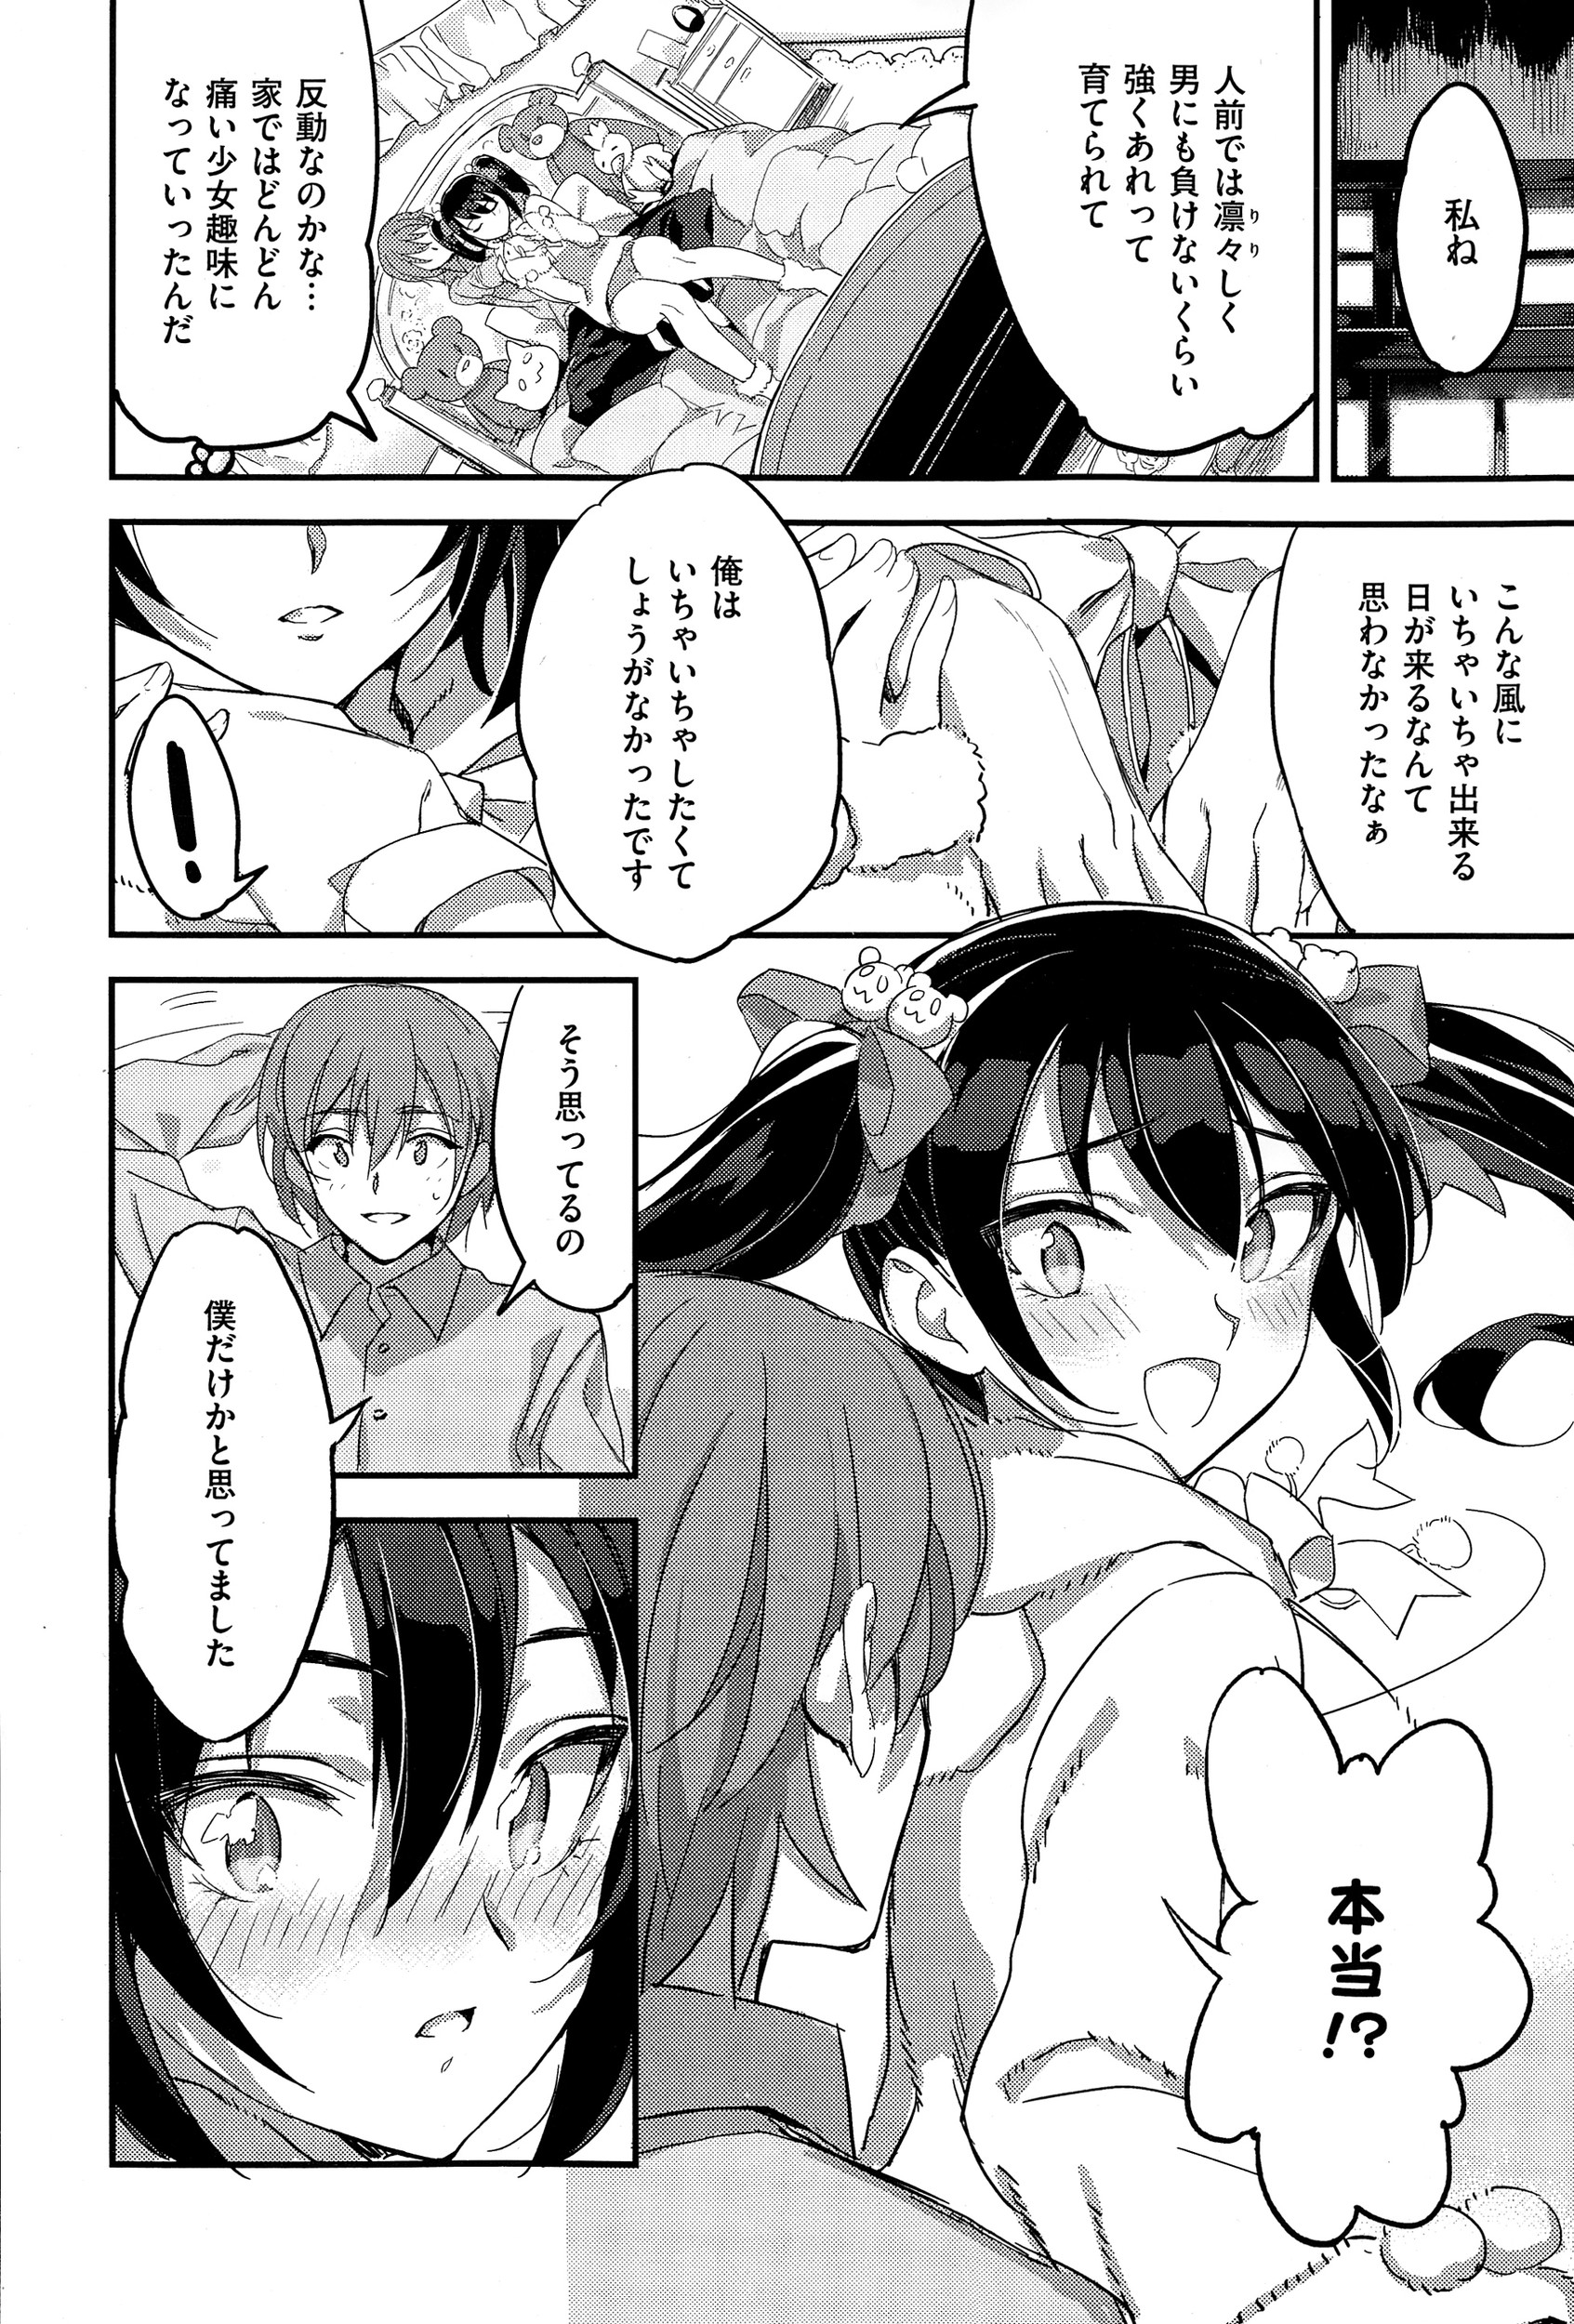 私ね
人前では凛々しく
りり
男にも負けないくらい
強くあれって
育てられて
反動なのかな…
家ではどんどん
痛い少女趣味に
なっていったんだ
こんな風に
いちゃいちゃ出来る
日が来るなんて
思わなかったなぁ
俺は
いちゃいちゃしたくて
しょうがなかったです
！
本当!?
そう思ってるの
僕だけかと思ってました